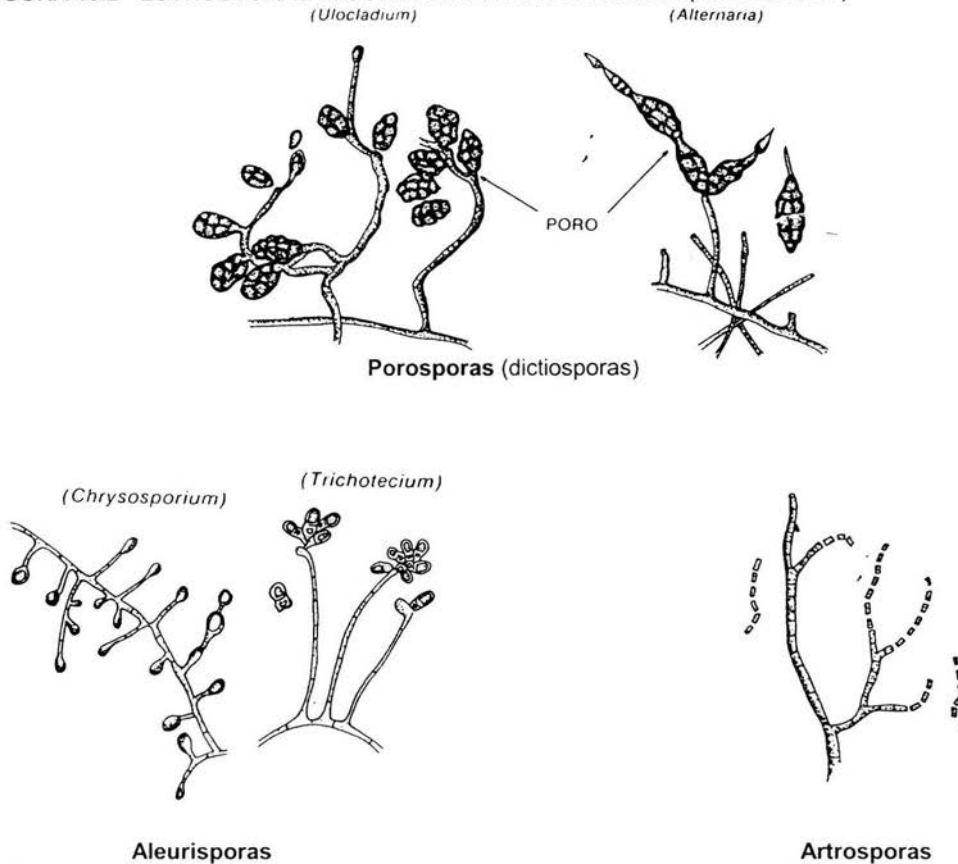 (Ulocladium)
(Alternaria)
PORO
Porosporas (dictiosporas)
(Chrysosporium)
(Trichotecium)
Aleurisporas
Artrosporas